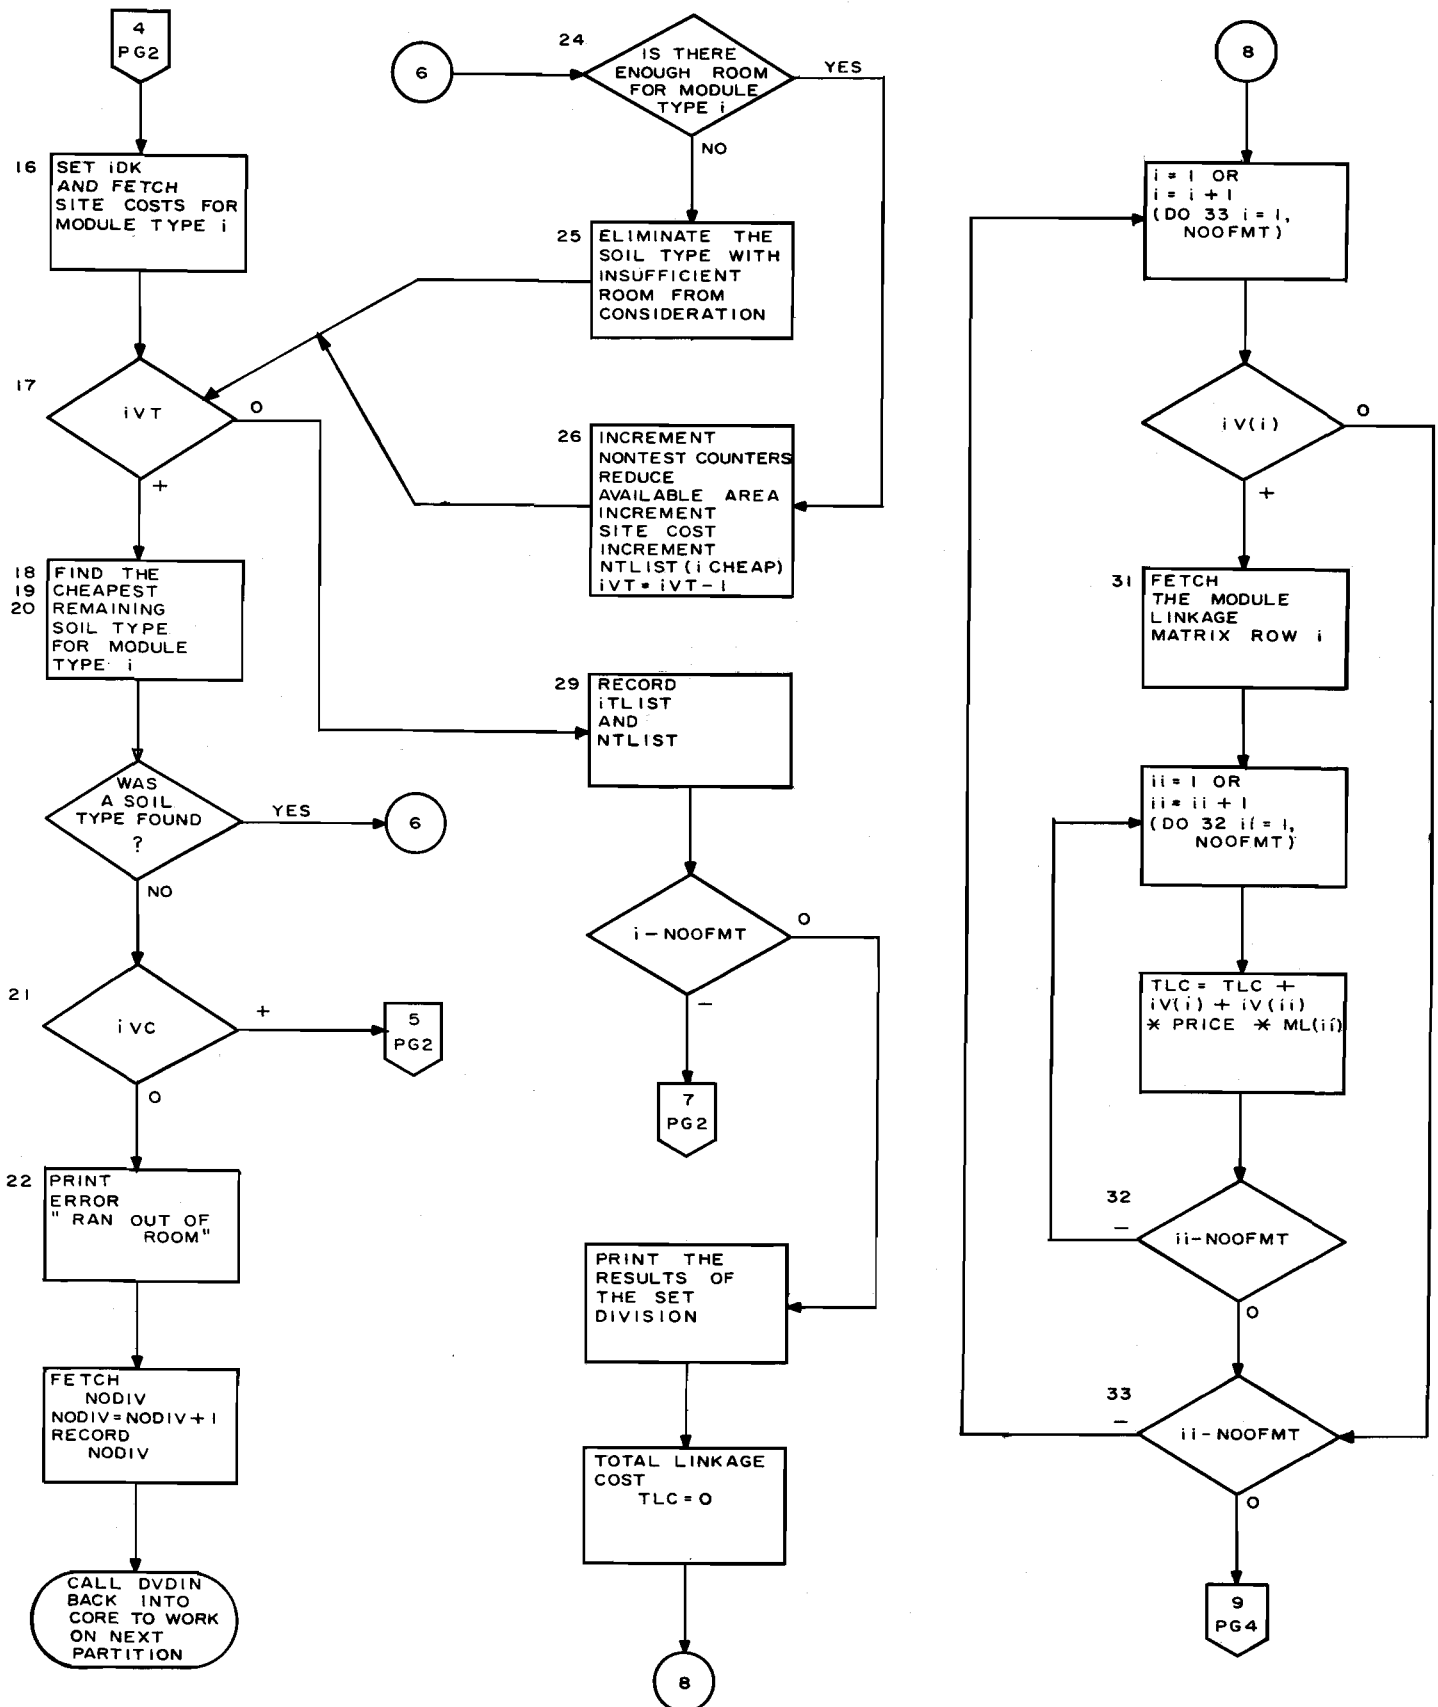 4
PG2
16
SET iDK
AND FETCH
SITE COSTS FOR
MODULE TYPE i
17
iVT
O
+
18
19
20
FIND THE
CHEAPEST
REMAINING
SOIL TYPE
FOR MODULE
TYPE i
WAS
A SOIL
TYPE FOUND
?
YES
6
NO
21
iVC
+
5
PG2
O
22
PRINT
ERROR
" RAN OUT OF
ROOM"
FETCH
NODIV
NODIV=NODIV+1
RECORD
NODIV
CALL DVDIN
BACK INTO
CORE TO WORK
ON NEXT
PARTITION
6
24
IS THERE
ENOUGH ROOM
FOR MODULE
TYPE i
YES
NO
25
ELIMINATE THE
SOIL TYPE WITH
INSUFFICIENT
ROOM FROM
CONSIDERATION
26
INCREMENT
NONTEST COUNTERS
REDUCE
AVAILABLE AREA
INCREMENT
SITE COST
INCREMENT
NTLIST (i CHEAP)
iVT = iVT-1
29
RECORD
iTLIST
AND
NTLIST
i-NOOFMT
O
-
7
PG2
PRINT THE
RESULTS OF
THE SET
DIVISION
TOTAL LINKAGE
COST
TLC=O
8
8
i = 1 OR
i = i + 1
(DO 33 i = 1,
NOOFMT)
iV(i)
O
+
31
FETCH
THE MODULE
LINKAGE
MATRIX ROW i
ii = 1 OR
ii = ii + 1
(DO 32 ii = 1,
NOOFMT)
TLC= TLC +
iV(i) + iV(ii)
* PRICE * ML(ii)
32
-
ii-NOOFMT
O
33
-
ii-NOOFMT
O
9
PG4